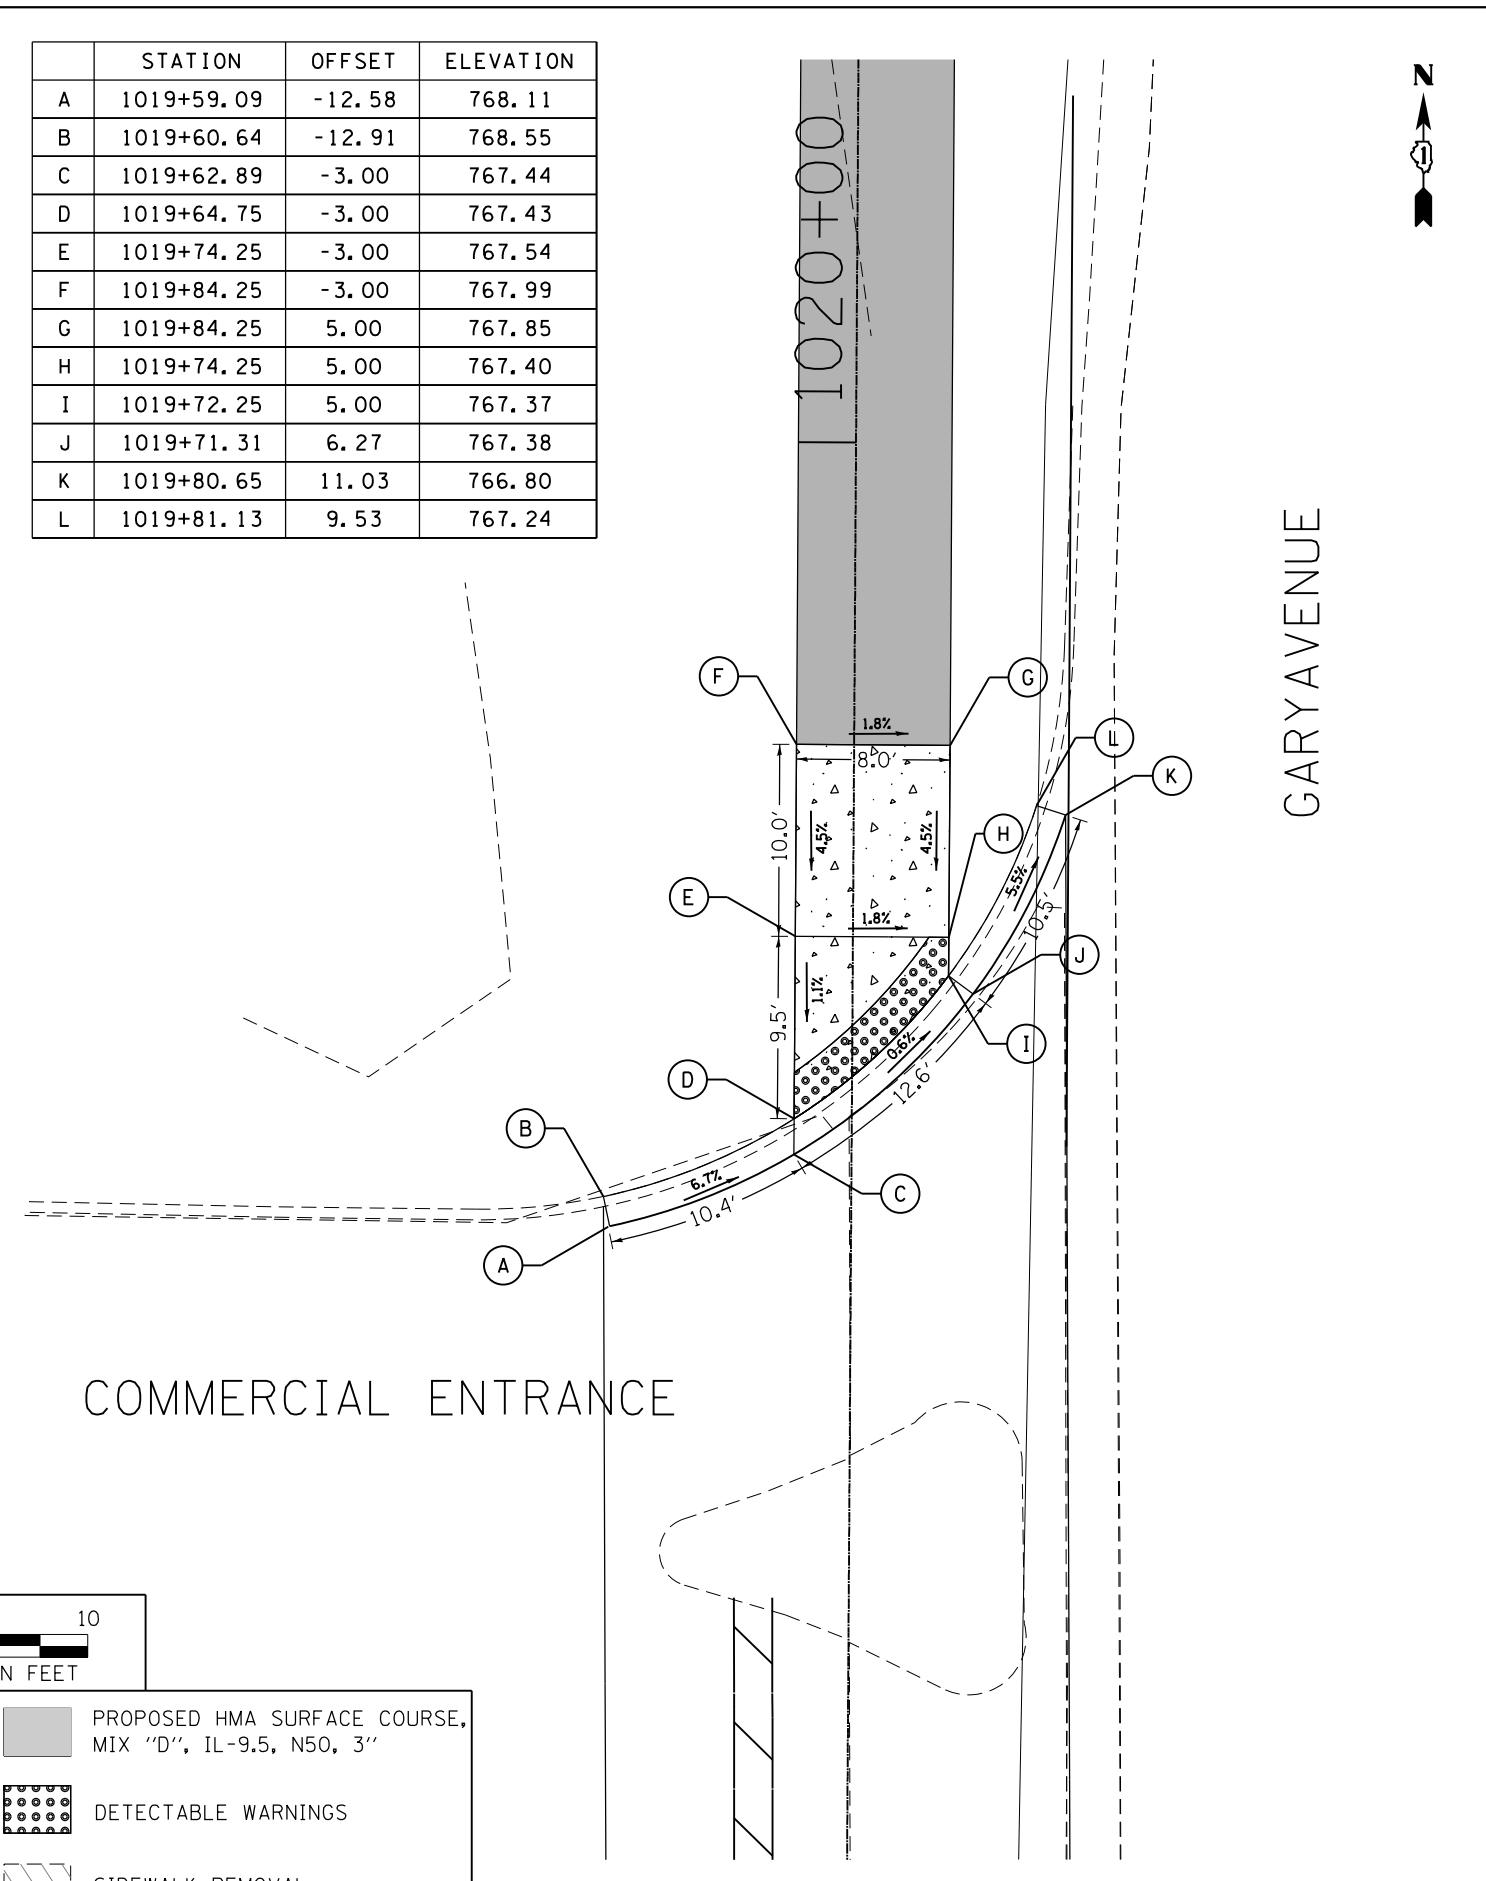 STATION OFFSET ELEVATION
A 1019+59.09 -12.58 768.11
B 1019+60.64 -12.91 768.55
C 1019+62.89 -3.00 767.44
D 1019+64.75 -3.00 767.43
E 1019+74.25 -3.00 767.54
F 1019+84.25 -3.00 767.99
G 1019+84.25 5.00 767.85
H 1019+74.25 5.00 767.40
I 1019+72.25 5.00 767.37
J 1019+71.31 6.27 767.38
K 1019+80.65 11.03 766.80
L 1019+81.13 9.53 767.24
N
1
1020+00
GARYAVENUE
F
G
1.8%
L
8.0'
K
10.0'
4.5%
4.5%
H
5.5%
E
1.8%
10.5'
J
1.1%
9.5'
0.6%
I
D
12.6'
B
6.7%
C
10.4'
A
COMMERCIAL ENTRANCE
10
N FEET
PROPOSED HMA SURFACE COURSE,
MIX "D", IL-9.5, N50, 3"
DETECTABLE WARNINGS
SIDEWALK REMOVAL